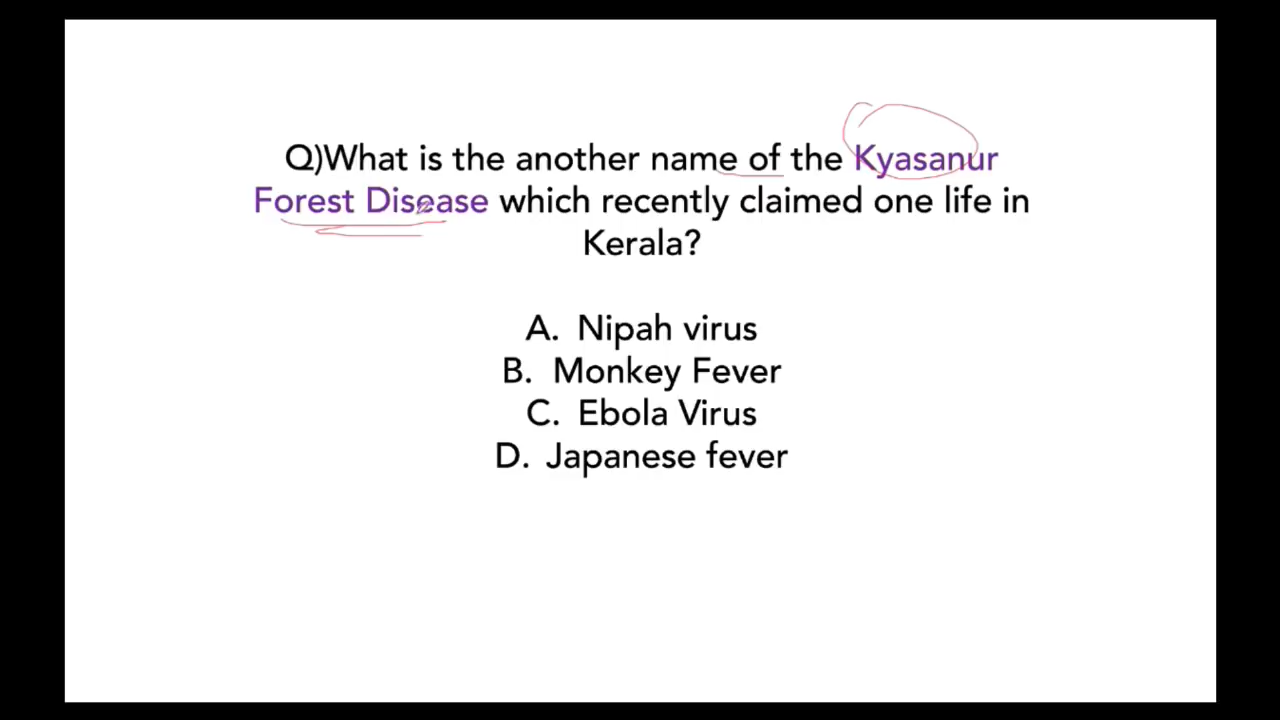 Q)What is the another name of the Kyasanur
Forest Disease which recently claimed one life in
Kerala?
A. Nipah virus
B. Monkey Fever
C. Ebola Virus
D. Japanese fever